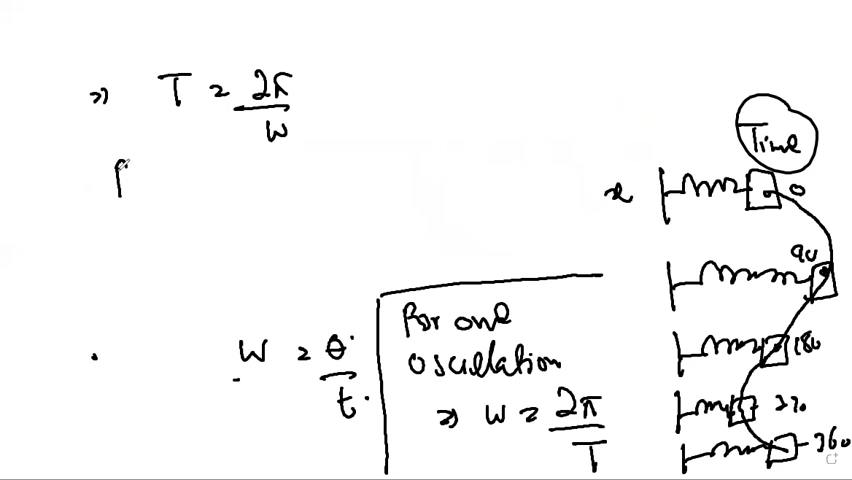 ⇒ T = 2π
w
w = θ
t.
For one
oscillation
⇒ w = 2π
T
Time
x
0
90
180
270
360